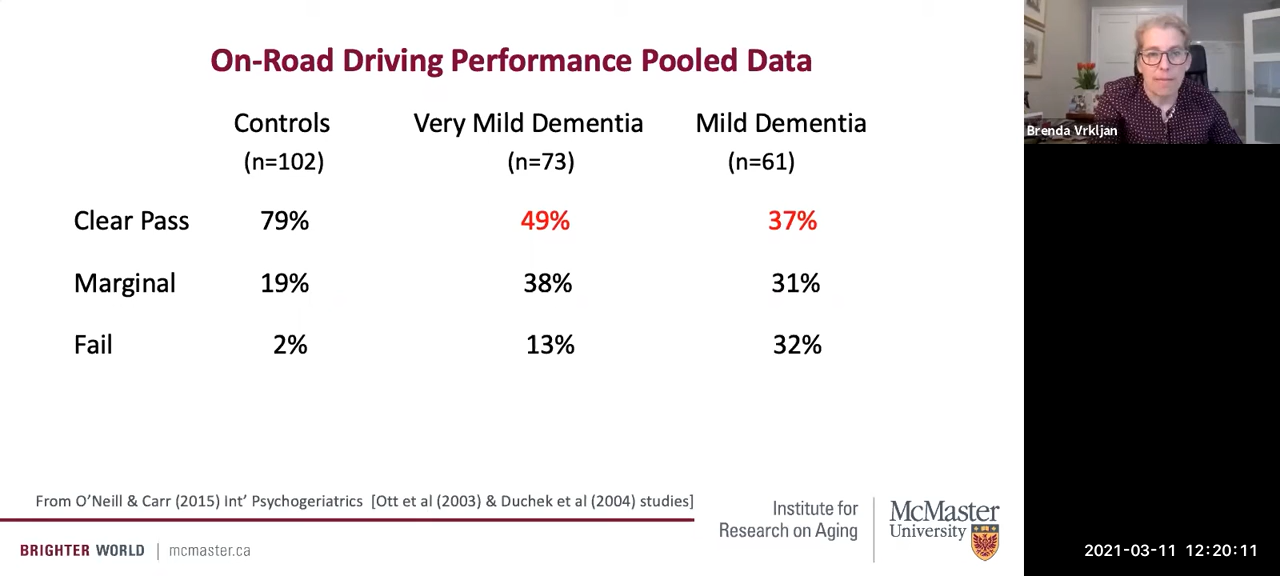 On-Road Driving Performance Pooled Data
Controls Very Mild Dementia Mild Dementia
(n=102) (n=73) (n=61)
Clear Pass 79% 49% 37%
Marginal 19% 38% 31%
Fail 2% 13% 32%
From O'Neill & Carr (2015) Int' Psychogeriatrics [Ott et al (2003) & Duchek et al (2004) studies]
Institute for
Research on Aging
McMaster
University
BRIGHTER WORLD | mcmaster.ca
Brenda Vrkljan
2021-03-11 12:20:11